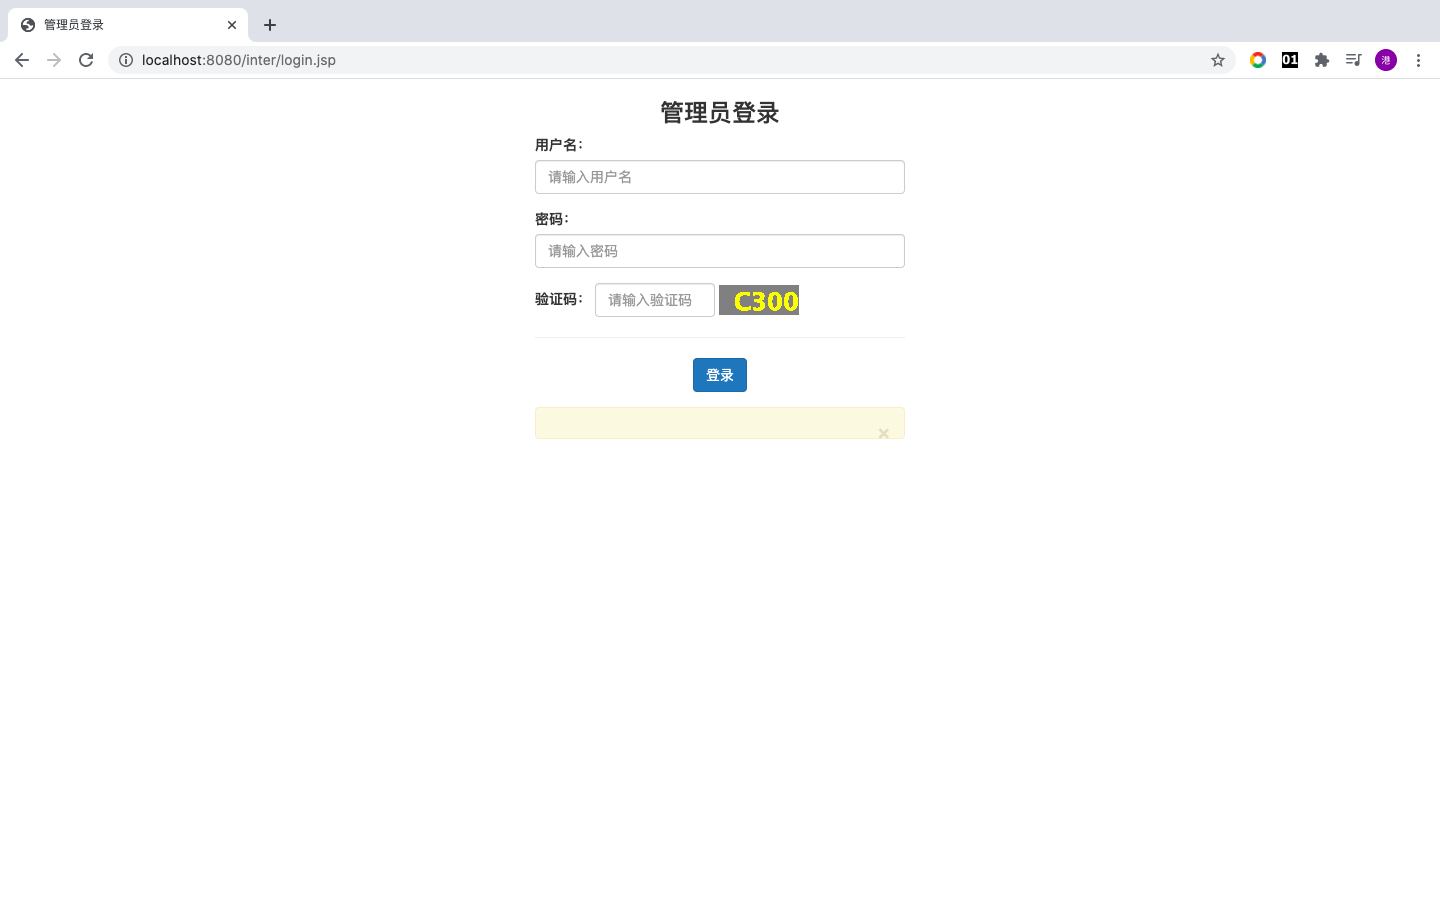 管理员登录
localhost:8080/inter/login.jsp
01
港
管理员登录
用户名：
请输入用户名
密码：
请输入密码
验证码： 请输入验证码 C300
登录
×